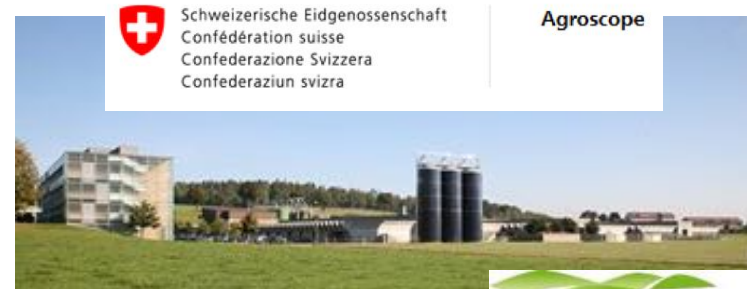 Schweizerische Eidgenossenschaft
Confédération suisse
Confederazione Svizzera
Confederaziun svizra
Agroscope